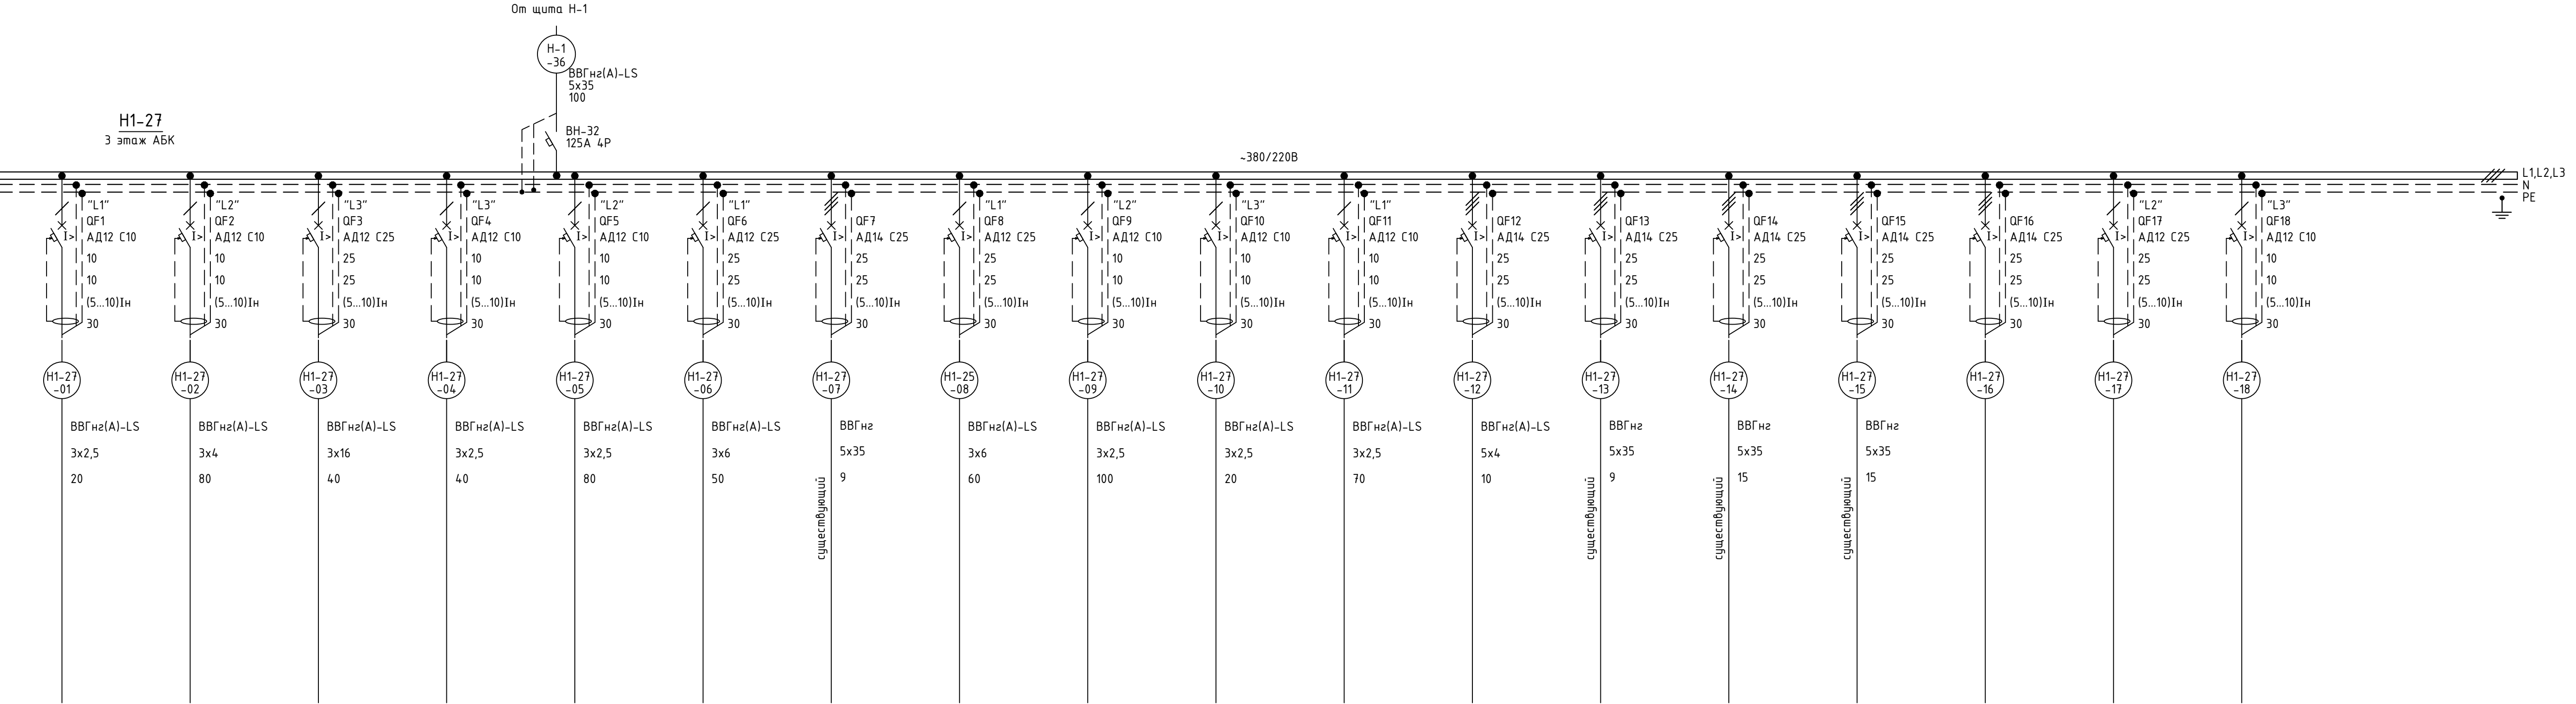 От щита Н-1
Н-1
-36
ВВГнг(А)-LS
5х35
100
Н1-27
3 этаж АБК
ВН-32
125А 4Р
~380/220В
L1,L2,L3
N
PE
"L1"
QF1
АД12 С10
I>
10
10
(5...10)Iн
30
Н1-27
-01
ВВГнг(А)-LS
3х2,5
20
"L2"
QF2
АД12 С10
I>
10
10
(5...10)Iн
30
Н1-27
-02
ВВГнг(А)-LS
3х4
80
"L3"
QF3
АД12 С25
I>
25
25
(5...10)Iн
30
Н1-27
-03
ВВГнг(А)-LS
3х16
40
"L3"
QF4
АД12 С10
I>
10
10
(5...10)Iн
30
Н1-27
-04
ВВГнг(А)-LS
3х2,5
40
"L2"
QF5
АД12 С10
I>
10
10
(5...10)Iн
30
Н1-27
-05
ВВГнг(А)-LS
3х2,5
80
"L1"
QF6
АД12 С25
I>
25
25
(5...10)Iн
30
Н1-27
-06
ВВГнг(А)-LS
3х6
50
QF7
АД14 С25
I>
25
25
(5...10)Iн
30
Н1-27
-07
ВВГнг
5х35
9
существующий
"L1"
QF8
АД12 С25
I>
25
25
(5...10)Iн
30
Н1-25
-08
ВВГнг(А)-LS
3х6
60
"L2"
QF9
АД12 С10
I>
10
10
(5...10)Iн
30
Н1-27
-09
ВВГнг(А)-LS
3х2,5
100
"L3"
QF10
АД12 С10
I>
10
10
(5...10)Iн
30
Н1-27
-10
ВВГнг(А)-LS
3х2,5
20
"L1"
QF11
АД12 С10
I>
10
10
(5...10)Iн
30
Н1-27
-11
ВВГнг(А)-LS
3х2,5
70
QF12
АД14 С25
I>
25
25
(5...10)Iн
30
Н1-27
-12
ВВГнг(А)-LS
5х4
10
QF13
АД14 С25
I>
25
25
(5...10)Iн
30
Н1-27
-13
ВВГнг
5х35
9
существующий
QF14
АД14 С25
I>
25
25
(5...10)Iн
30
Н1-27
-14
ВВГнг
5х35
15
существующий
QF15
АД14 С25
I>
25
25
(5...10)Iн
30
Н1-27
-15
ВВГнг
5х35
15
существующий
QF16
АД14 С25
I>
25
25
(5...10)Iн
30
Н1-27
-16
"L2"
QF17
АД12 С25
I>
25
25
(5...10)Iн
30
Н1-27
-17
"L3"
QF18
АД12 С10
I>
10
10
(5...10)Iн
30
Н1-27
-18